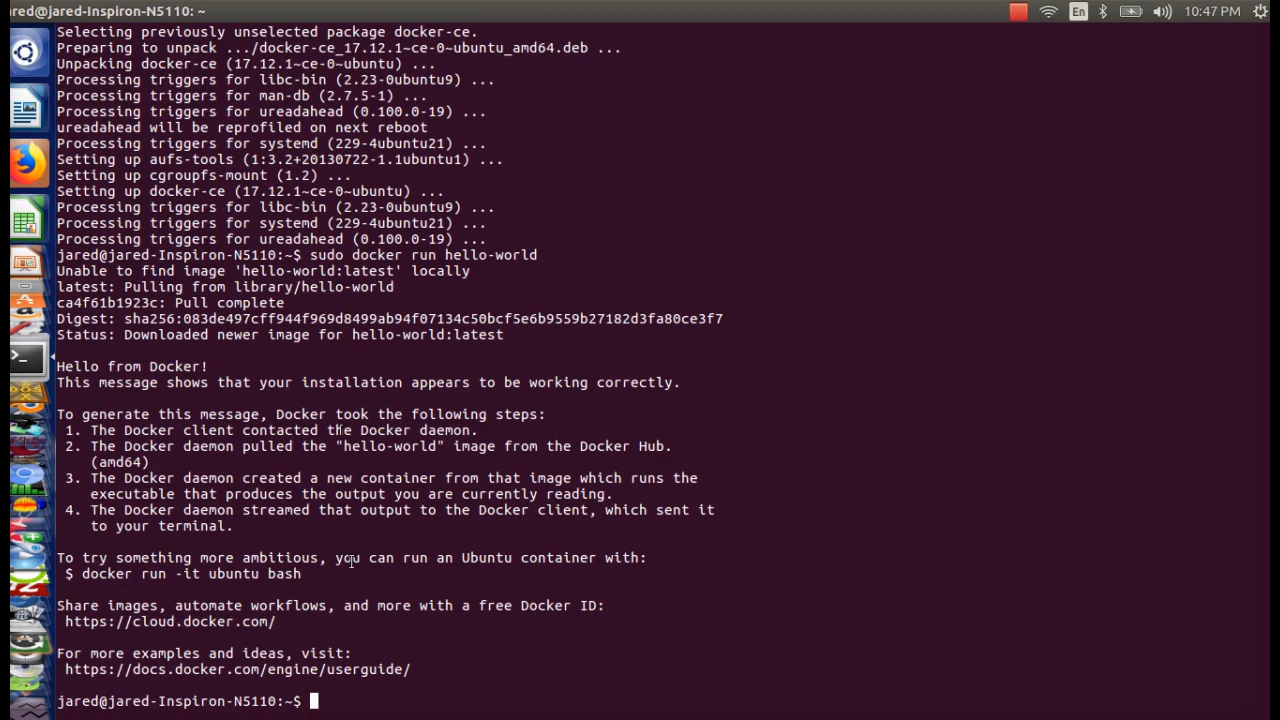 jared@jared-Inspiron-N5110: ~
En
10:47 PM
Selecting previously unselected package docker-ce.
Preparing to unpack .../docker-ce_17.12.1~ce-0~ubuntu_amd64.deb ...
Unpacking docker-ce (17.12.1~ce-0~ubuntu) ...
Processing triggers for libc-bin (2.23-0ubuntu9) ...
Processing triggers for man-db (2.7.5-1) ...
Processing triggers for ureadahead (0.100.0-19) ...
ureadahead will be reprofiled on next reboot
Processing triggers for systemd (229-4ubuntu21) ...
Setting up aufs-tools (1:3.2+20130722-1.1ubuntu1) ...
Setting up cgroupfs-mount (1.2) ...
Setting up docker-ce (17.12.1~ce-0~ubuntu) ...
Processing triggers for libc-bin (2.23-0ubuntu9) ...
Processing triggers for systemd (229-4ubuntu21) ...
Processing triggers for ureadahead (0.100.0-19) ...
jared@jared-Inspiron-N5110:~$ sudo docker run hello-world
Unable to find image 'hello-world:latest' locally
latest: Pulling from library/hello-world
ca4f61b1923c: Pull complete
Digest: sha256:083de497cff944f969d8499ab94f07134c50bcf5e6b9559b27182d3fa80ce3f7
Status: Downloaded newer image for hello-world:latest
Hello from Docker!
This message shows that your installation appears to be working correctly.
To generate this message, Docker took the following steps:
1. The Docker client contacted the Docker daemon.
2. The Docker daemon pulled the "hello-world" image from the Docker Hub.
(amd64)
3. The Docker daemon created a new container from that image which runs the
executable that produces the output you are currently reading.
4. The Docker daemon streamed that output to the Docker client, which sent it
to your terminal.
To try something more ambitious, you can run an Ubuntu container with:
$ docker run -it ubuntu bash
Share images, automate workflows, and more with a free Docker ID:
https://cloud.docker.com/
For more examples and ideas, visit:
https://docs.docker.com/engine/userguide/
jared@jared-Inspiron-N5110:~$